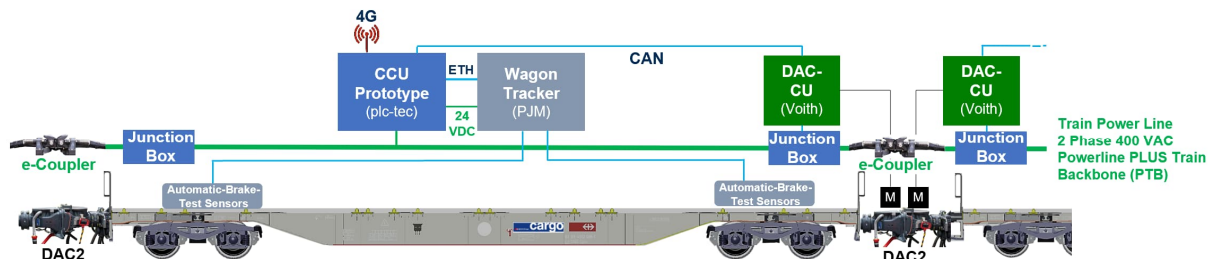 4G
CCU
Prototype
(plc-tec)
ETH
24
VDC
Wagon
Tracker
(PJM)
CAN
DAC-
CU
(Voith)
DAC-
CU
(Voith)
e-Coupler
Junction
Box
Junction
Box
e-Coupler
Junction
Box
Train Power Line
2 Phase 400 VAC
Powerline PLUS Train
Backbone (PTB)
Automatic-Brake-
Test Sensors
Automatic-Brake-
Test Sensors
M
M
cargo
DAC2
DAC2